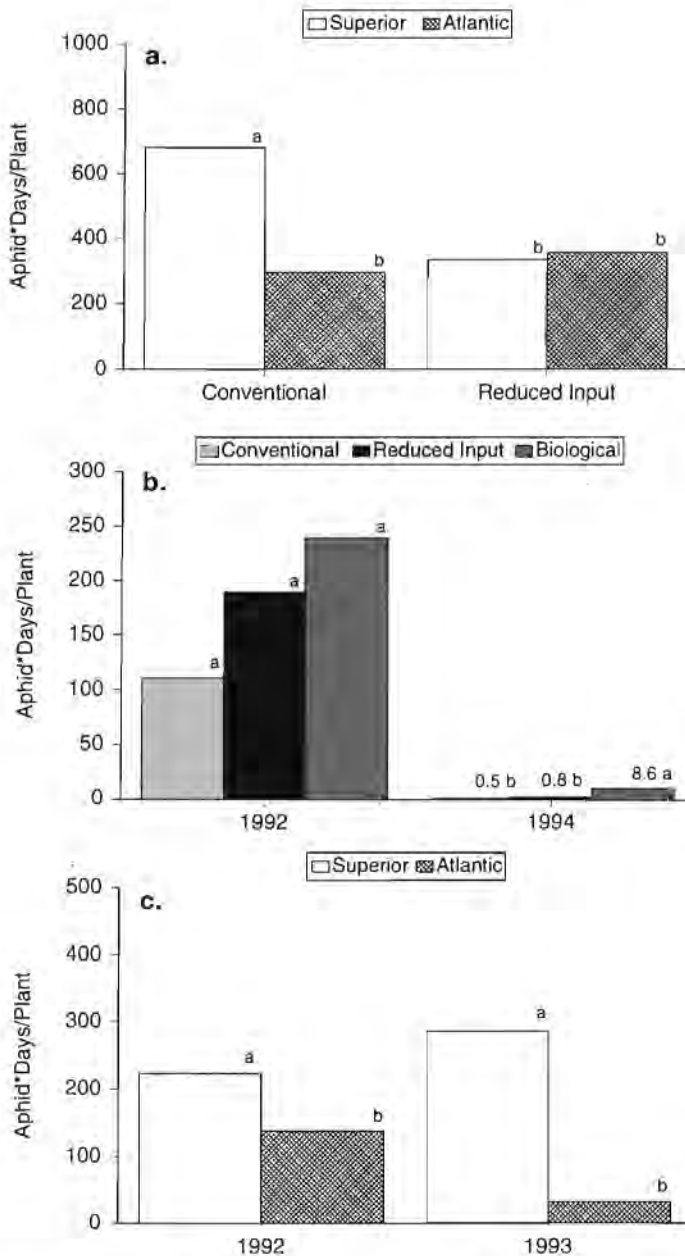 Superior Atlantic
a.
Aphid*Days/Plant
1000
800
600
400
200
0
a
b
b
b
Conventional Reduced Input
Conventional Reduced Input Biological
b.
Aphid*Days/Plant
300
250
200
150
100
50
0
a
a
a
0.5 b 0.8 b 8.6 a
1992 1994
Superior Atlantic
c.
Aphid*Days/Plant
500
400
300
200
100
0
a
b
a
b
1992 1993